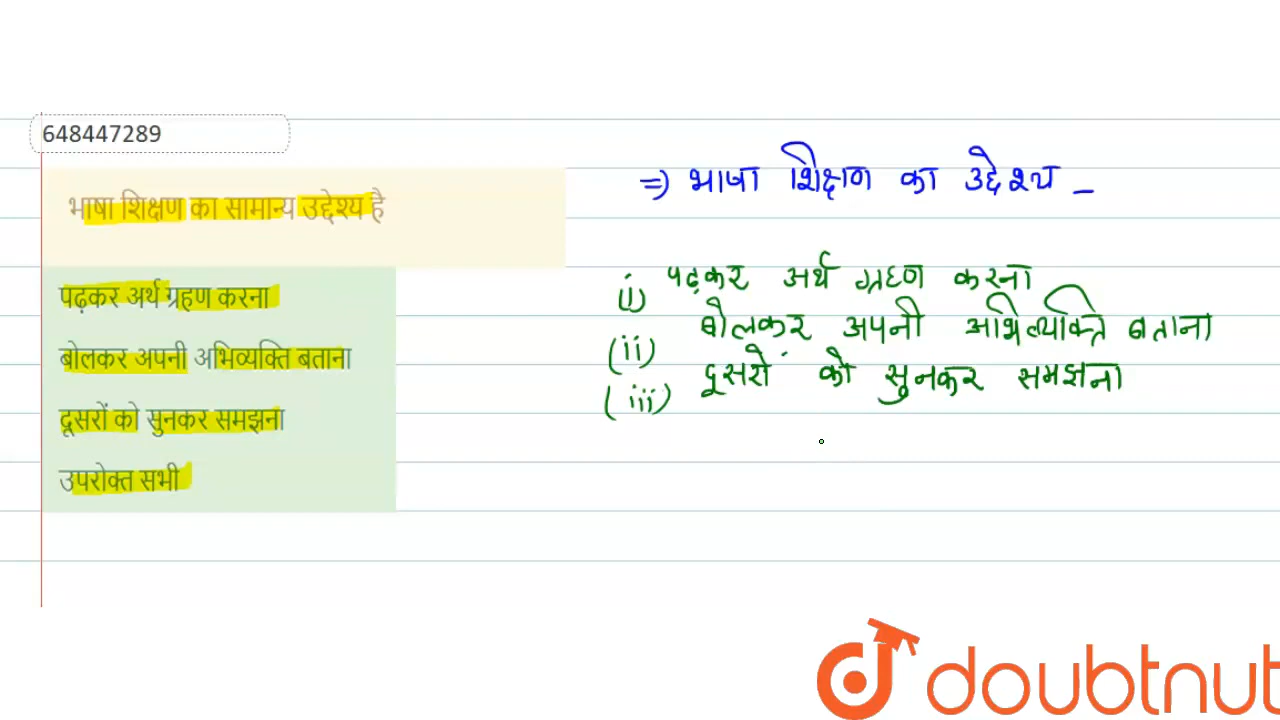 648447289
भाषा शिक्षण का सामान्य उद्देश्य है
पढ़कर अर्थ ग्रहण करना
बोलकर अपनी अभिव्यक्ति बताना
दूसरों को सुनकर समझना
उपरोक्त सभी
=> भाषा शिक्षण का उद्देश्य -
(i) पढ़कर अर्थ ग्रहण करना
(ii) बोलकर अपनी अभिव्यक्ति बताना
(iii) दूसरों को सुनकर समझना
doubtnut